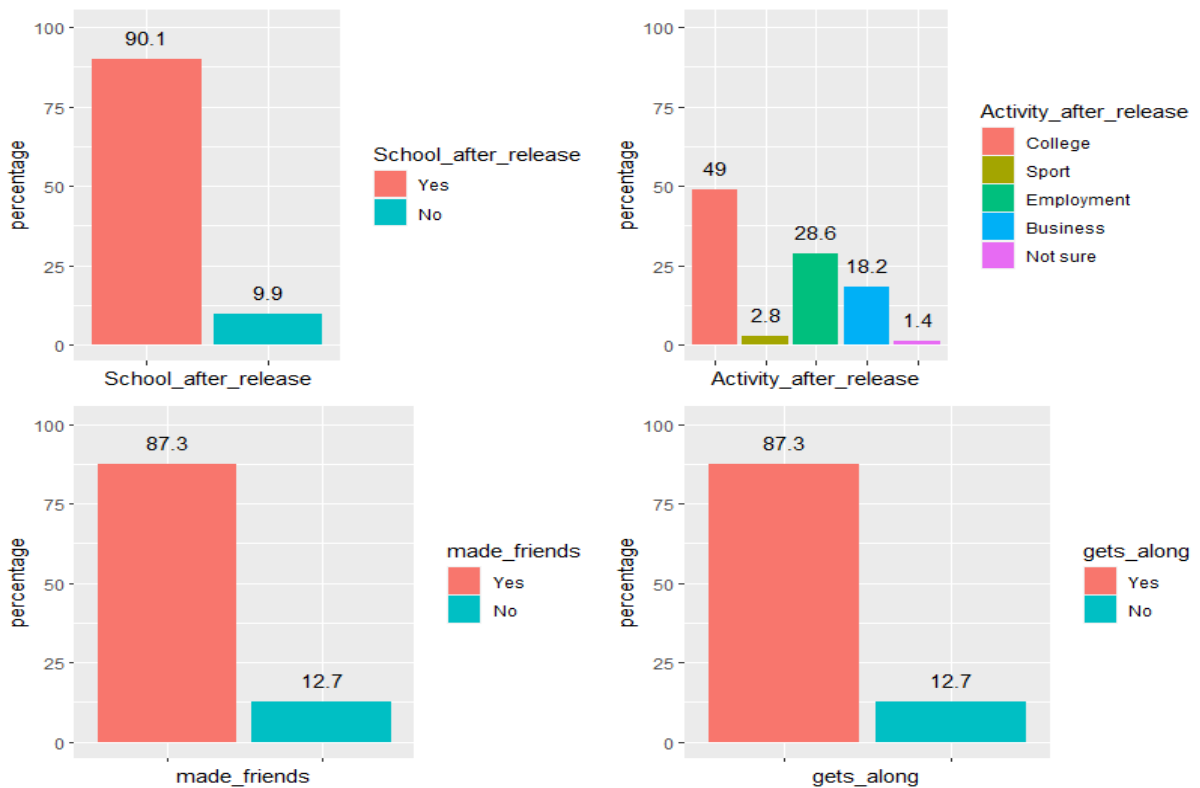 100
90.1
75
percentage
50
25
9.9
0
School_after_release
School_after_release
Yes
No
100
75
percentage
50
49
28.6
25
18.2
2.8
1.4
0
Activity_after_release
Activity_after_release
College
Sport
Employment
Business
Not sure
100
87.3
75
percentage
50
25
12.7
0
made_friends
made_friends
Yes
No
100
87.3
75
percentage
50
25
12.7
0
gets_along
gets_along
Yes
No